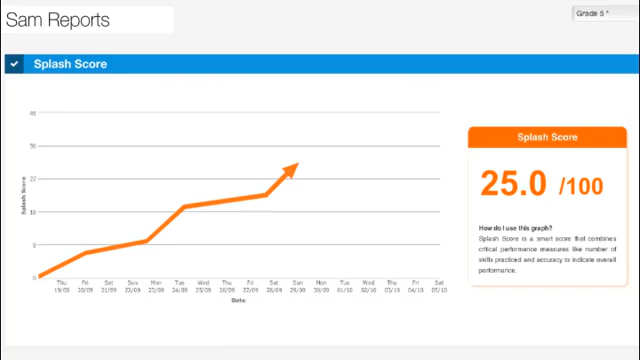 Sam Reports
Grade 5 *
Splash Score
45
36
27
18
9
0
Splash Score
Thu Fri Sat Sun Mon Tue Wed Thu Fri Sat Sun Mon Tue Wed Thu Fri Sat
19/09 20/09 21/09 22/09 23/09 24/09 25/09 26/09 27/09 28/09 29/09 30/09 01/10 02/10 03/10 04/10 05/10
Date
Splash Score
25.0 /100
How do I use this graph?
Splash Score is a smart score that combines
critical performance measures like number of
skills practiced and accuracy to indicate overall
performance.